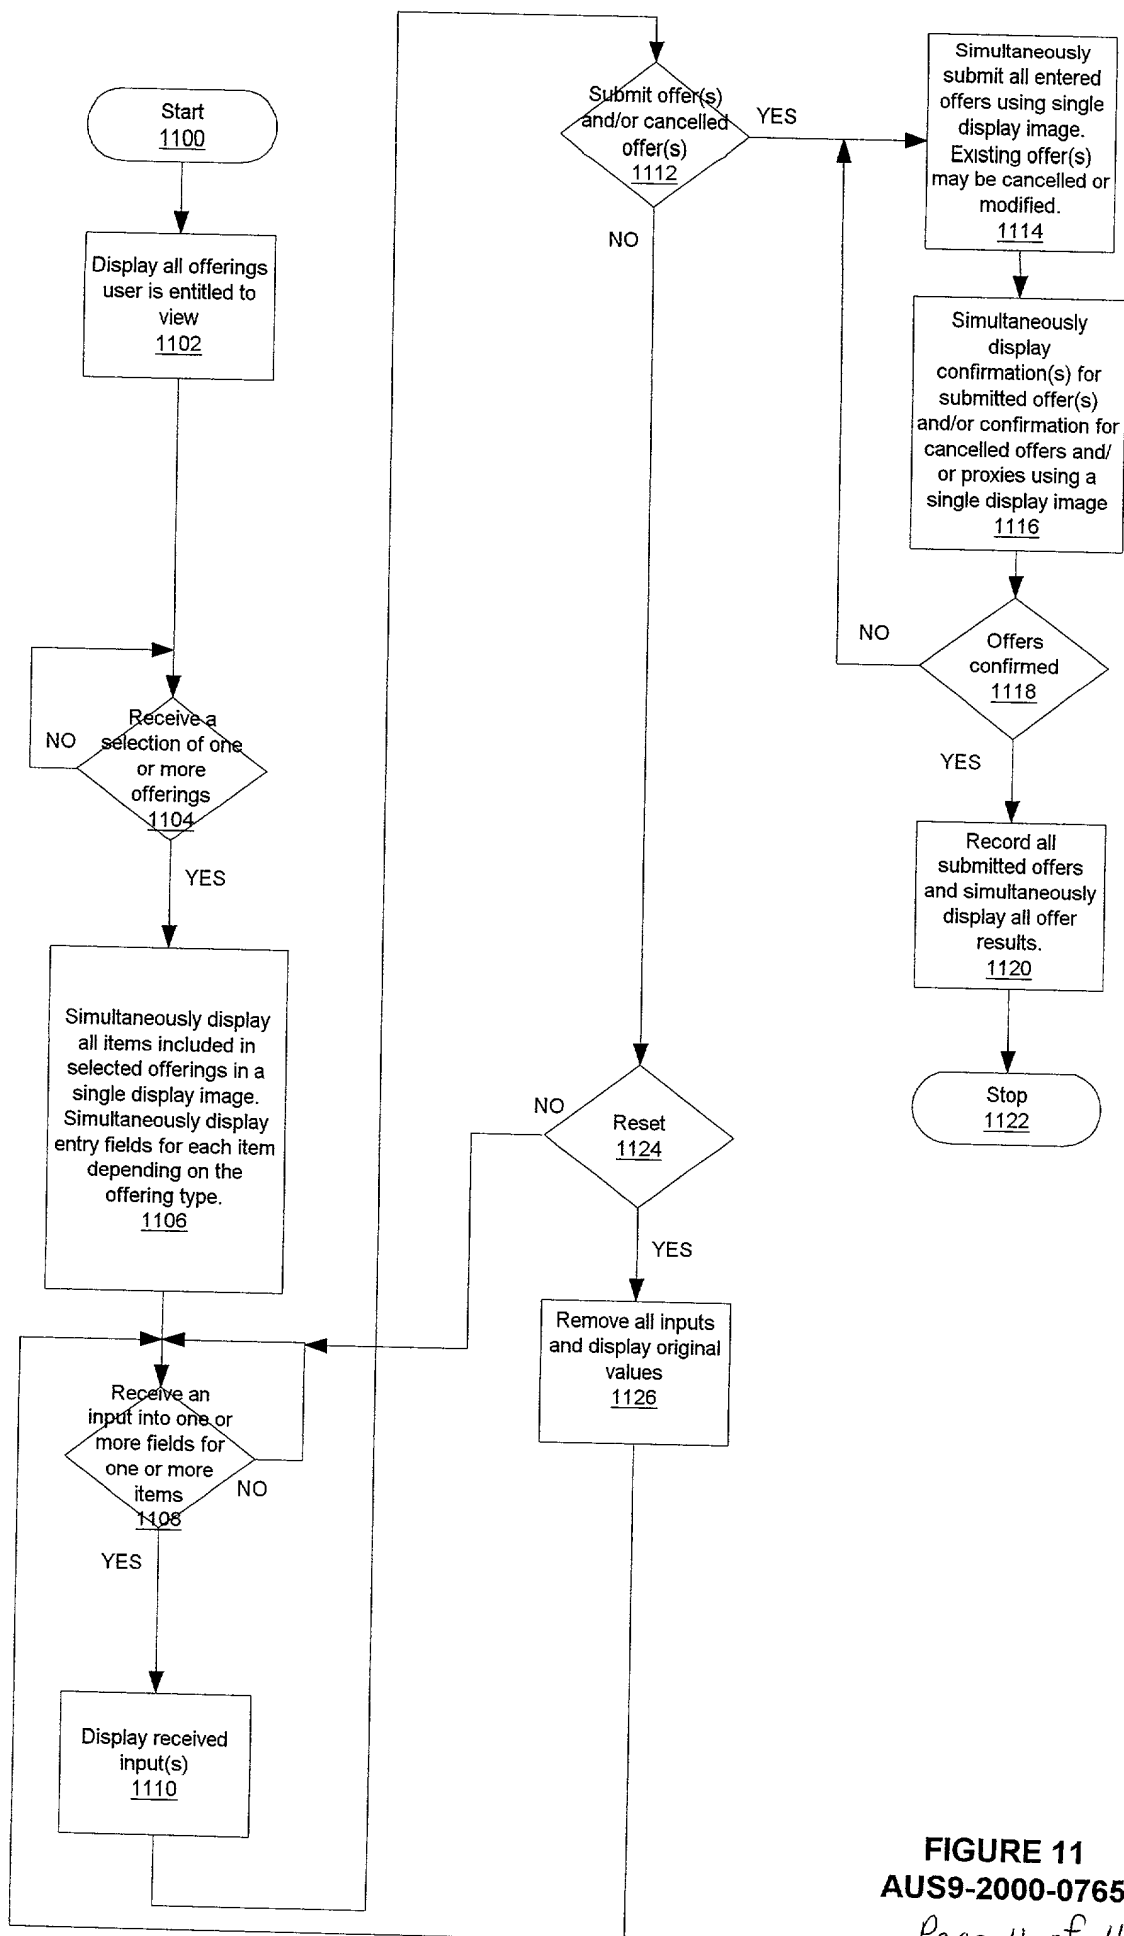 Start
1100
Display all offerings
user is entitled to
view
1102
NO
Receive a
selection of one
or more
offerings
1104
YES
Simultaneously display
all items included in
selected offerings in a
single display image.
Simultaneously display
entry fields for each item
depending on the
offering type.
1106
Receive an
input into one or
more fields for
one or more
items
1108
NO
YES
Display received
input(s)
1110
Submit offer(s)
and/or cancelled
offer(s)
1112
YES
NO
Reset
1124
NO
YES
Remove all inputs
and display original
values
1126
Simultaneously
submit all entered
offers using single
display image.
Existing offer(s)
may be cancelled or
modified.
1114
Simultaneously
display
confirmation(s) for
submitted offer(s)
and/or confirmation for
cancelled offers and/
or proxies using a
single display image
1116
Offers
confirmed
1118
NO
YES
Record all
submitted offers
and simultaneously
display all offer
results.
1120
Stop
1122
FIGURE 11
AUS9-2000-0765
of